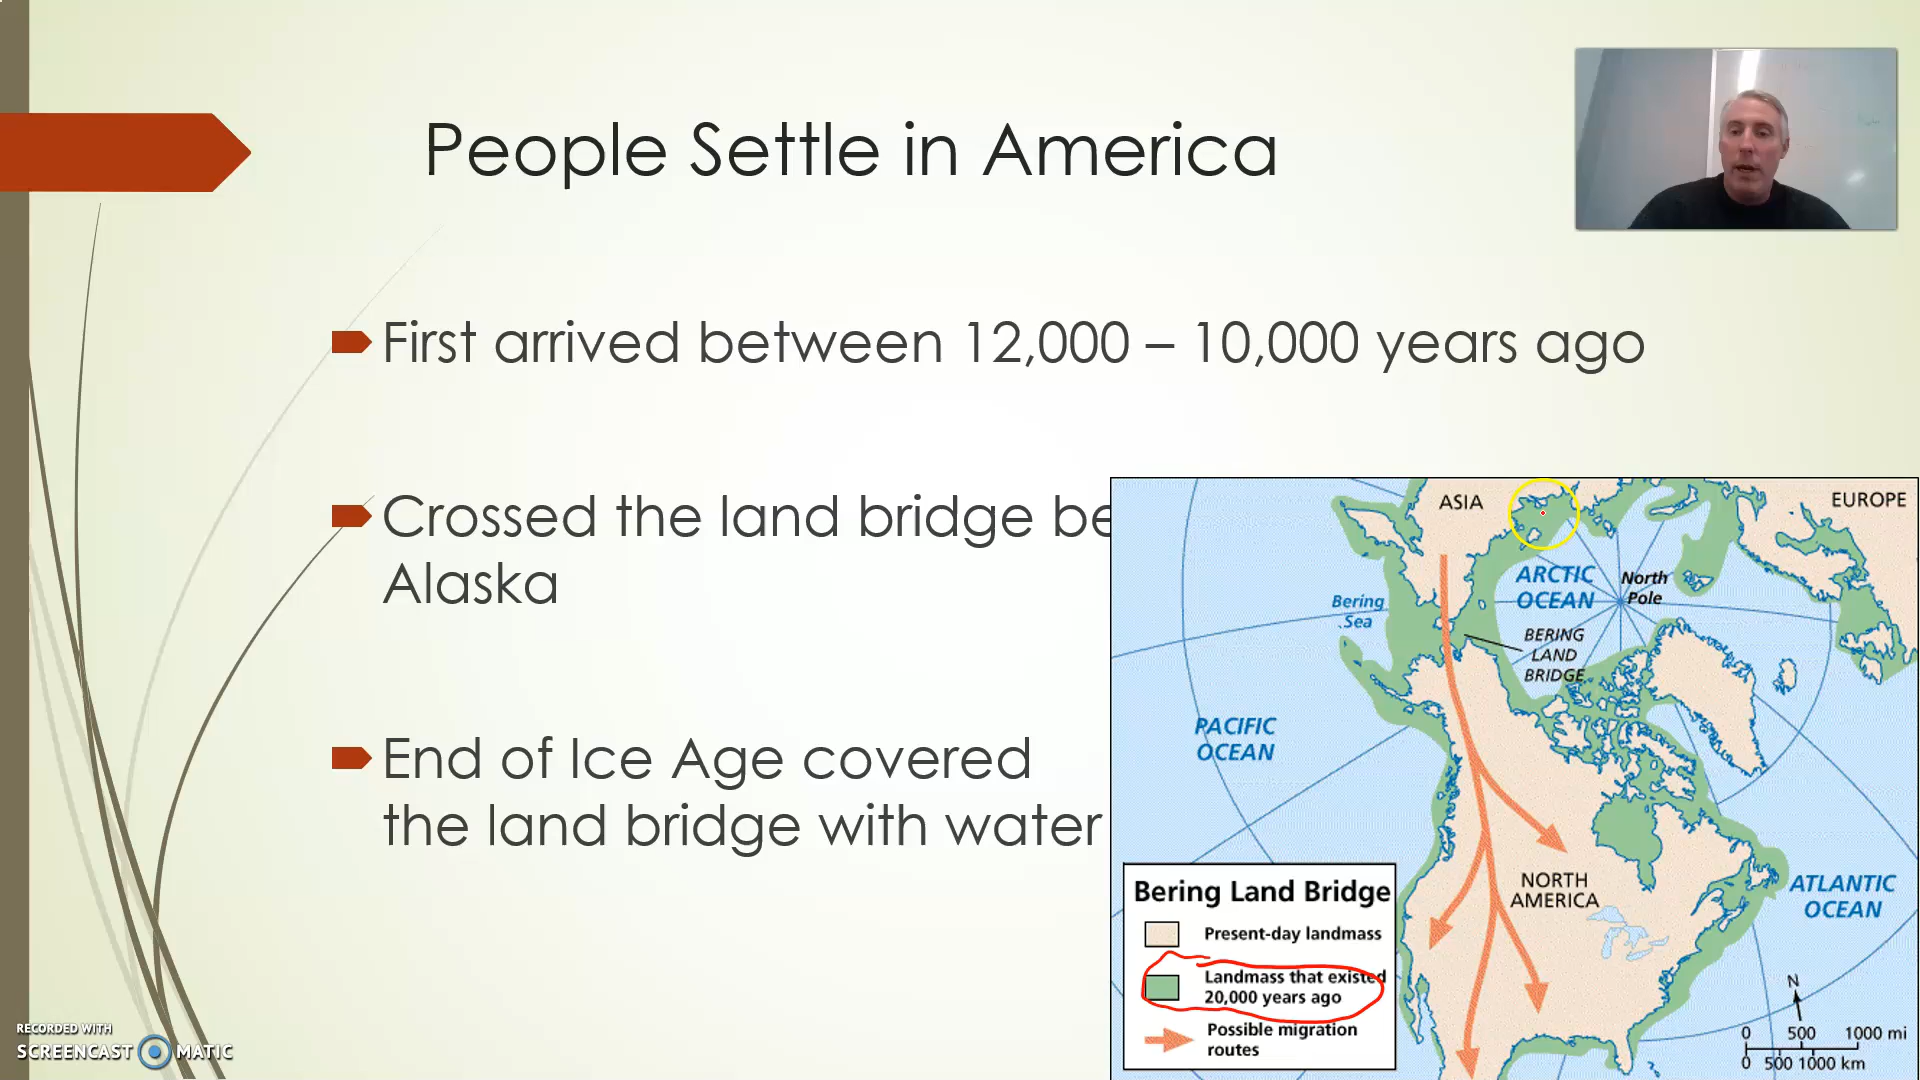 People Settle in America
First arrived between 12,000 – 10,000 years ago
Crossed the land bridge be
Alaska
End of Ice Age covered
the land bridge with water
ASIA
EUROPE
ARCTIC
OCEAN
North
Pole
Bering
Sea
BERING
LAND
BRIDGE
PACIFIC
OCEAN
NORTH
AMERICA
ATLANTIC
OCEAN
Bering Land Bridge
Present-day landmass
Landmass that existed
20,000 years ago
Possible migration
routes
N
0 500 1000 mi
0 500 1000 km
RECORDED WITH
SCREENCAST MATIC